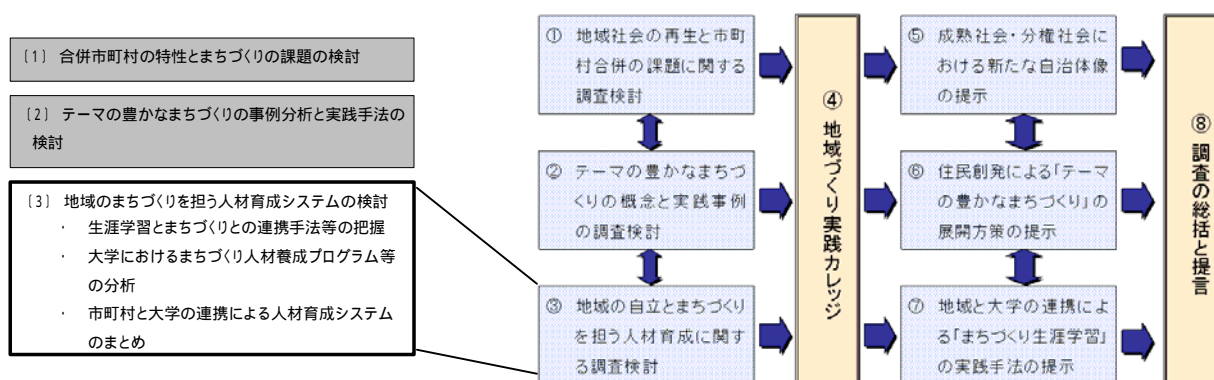 〔1〕 合併市町村の特性とまちづくりの課題の検討
〔2〕 テーマの豊かなまちづくりの事例分析と実践手法の
検討
〔3〕 地域のまちづくりを担う人材育成システムの検討
・ 生涯学習とまちづくりとの連携手法等の把握
・ 大学におけるまちづくり人材養成プログラム等
の分析
・ 市町村と大学の連携による人材育成システム
のまとめ
① 地域社会の再生と市町
村合併の課題に関する
調査検討
② テーマの豊かなまちづ
くりの概念と実践事例
の調査検討
③ 地域の自立とまちづくり
を担う人材育成に関す
る調査検討
④ 地域づくり実践カレッジ
⑤ 成熟社会・分権社会に
おける新たな自治体像
の提示
⑥ 住民創発による「テーマ
の豊かなまちづくり」の
展開方策の提示
⑦ 地域と大学の連携によ
る「まちづくり生涯学習」
の実践手法の提示
⑧ 調査の総括と提言